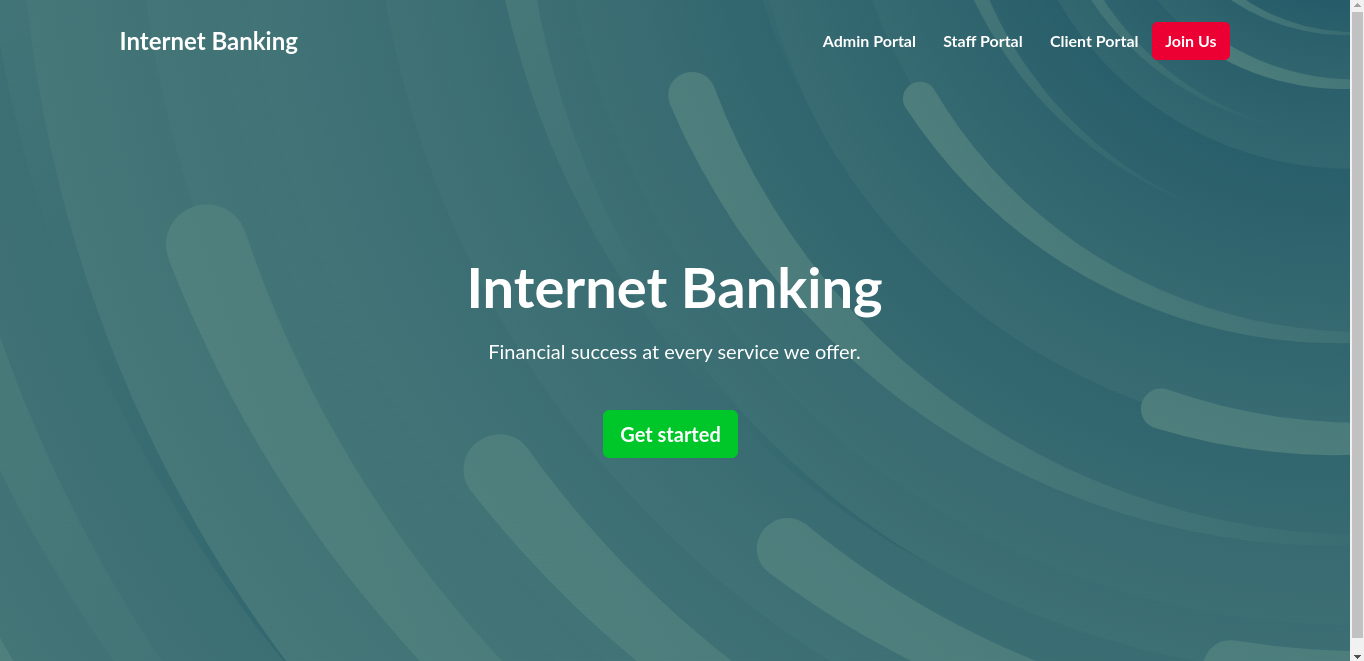 Internet Banking
Admin Portal
Staff Portal
Client Portal
Join Us
Internet Banking
Financial success at every service we offer.
Get started